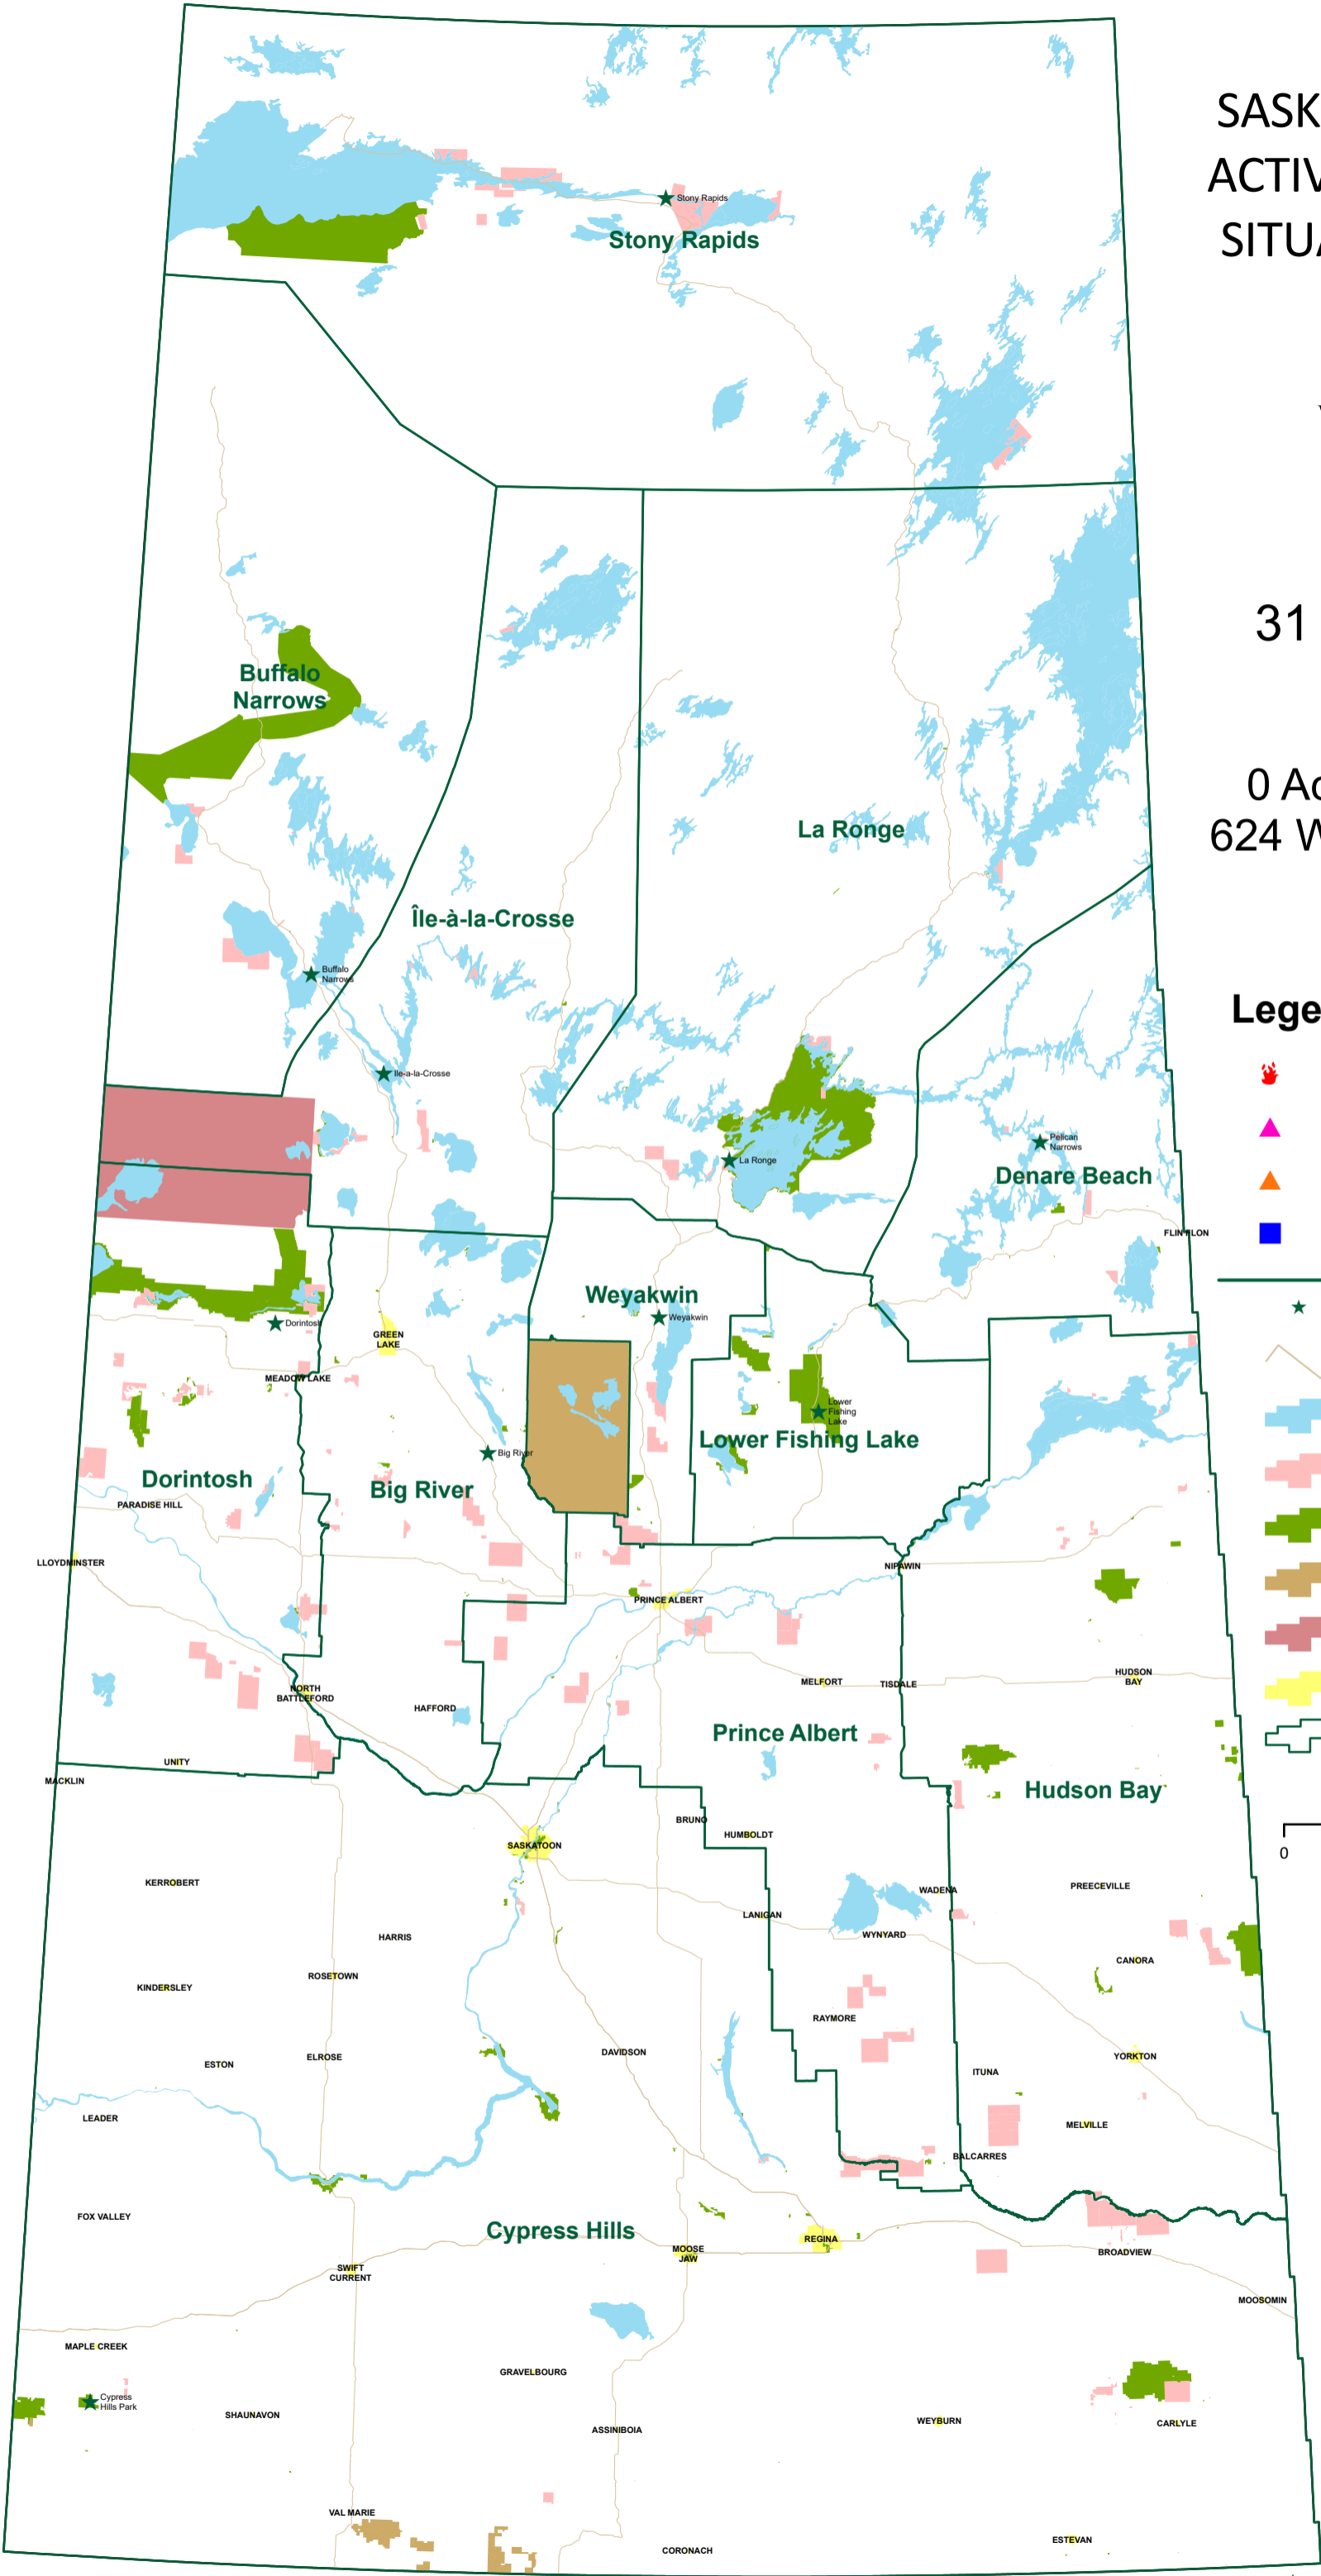 SASK
ACTIV
SITUA
Stony Rapids
Stony Rapids
31
Buffalo
Narrows
0 Ac
624 W
La Ronge
Île-à-la-Crosse
Buffalo
Narrows
Lege
Ile-a-la-Crosse
Pelican
Narrows
La Ronge
Denare Beach
FLIN FLON
Weyakwin
Weyakwin
Dorintosh
GREEN
LAKE
MEADOW LAKE
Lower
Fishing
Lake
Lower Fishing Lake
Big River
Dorintosh
Big River
PARADISE HILL
LLOYDMINSTER
NIPAWIN
PRINCE ALBERT
HUDSON
BAY
MELFORT
TISDALE
NORTH
BATTLEFORD
HAFFORD
Prince Albert
UNITY
MACKLIN
Hudson Bay
BRUNO
HUMBOLDT
SASKATOON
0
KERROBERT
PREECEVILLE
WADENA
LANIGAN
WYNYARD
HARRIS
CANORA
ROSETOWN
KINDERSLEY
RAYMORE
DAVIDSON
YORKTON
ELROSE
ESTON
ITUNA
LEADER
MELVILLE
BALCARRES
FOX VALLEY
Cypress Hills
REGINA
MOOSE
JAW
BROADVIEW
SWIFT
CURRENT
MOOSOMIN
MAPLE CREEK
GRAVELBOURG
Cypress
Hills Park
SHAUNAVON
WEYBURN
CARLYLE
ASSINIBOIA
VAL MARIE
ESTEVAN
CORONACH